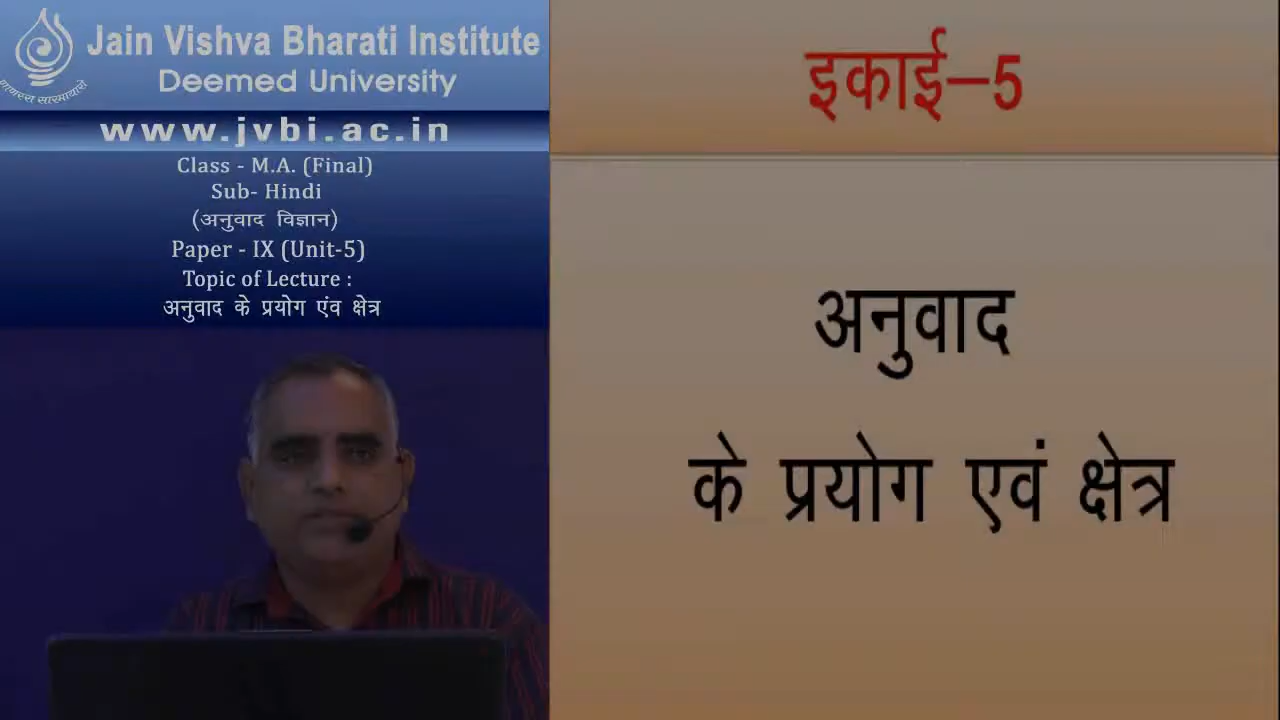 Jain Vishva Bharati Institute
Deemed University
www.jvbi.ac.in
Class - M.A. (Final)
Sub- Hindi
(अनुवाद विज्ञान)
Paper - IX (Unit-5)
Topic of Lecture :
अनुवाद के प्रयोग एंव क्षेत्र
इकाई–5
अनुवाद
के प्रयोग एवं क्षेत्र